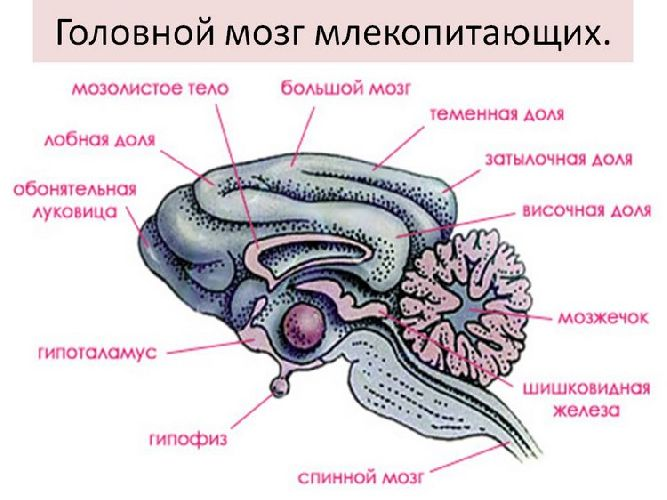 Головной мозг млекопитающих.
мозолистое тело
большой мозг
теменная доля
лобная доля
затылочная доля
обонятельная
луковица
височная доля
мозжечок
гипоталамус
шишковидная
железа
гипофиз
спинной мозг